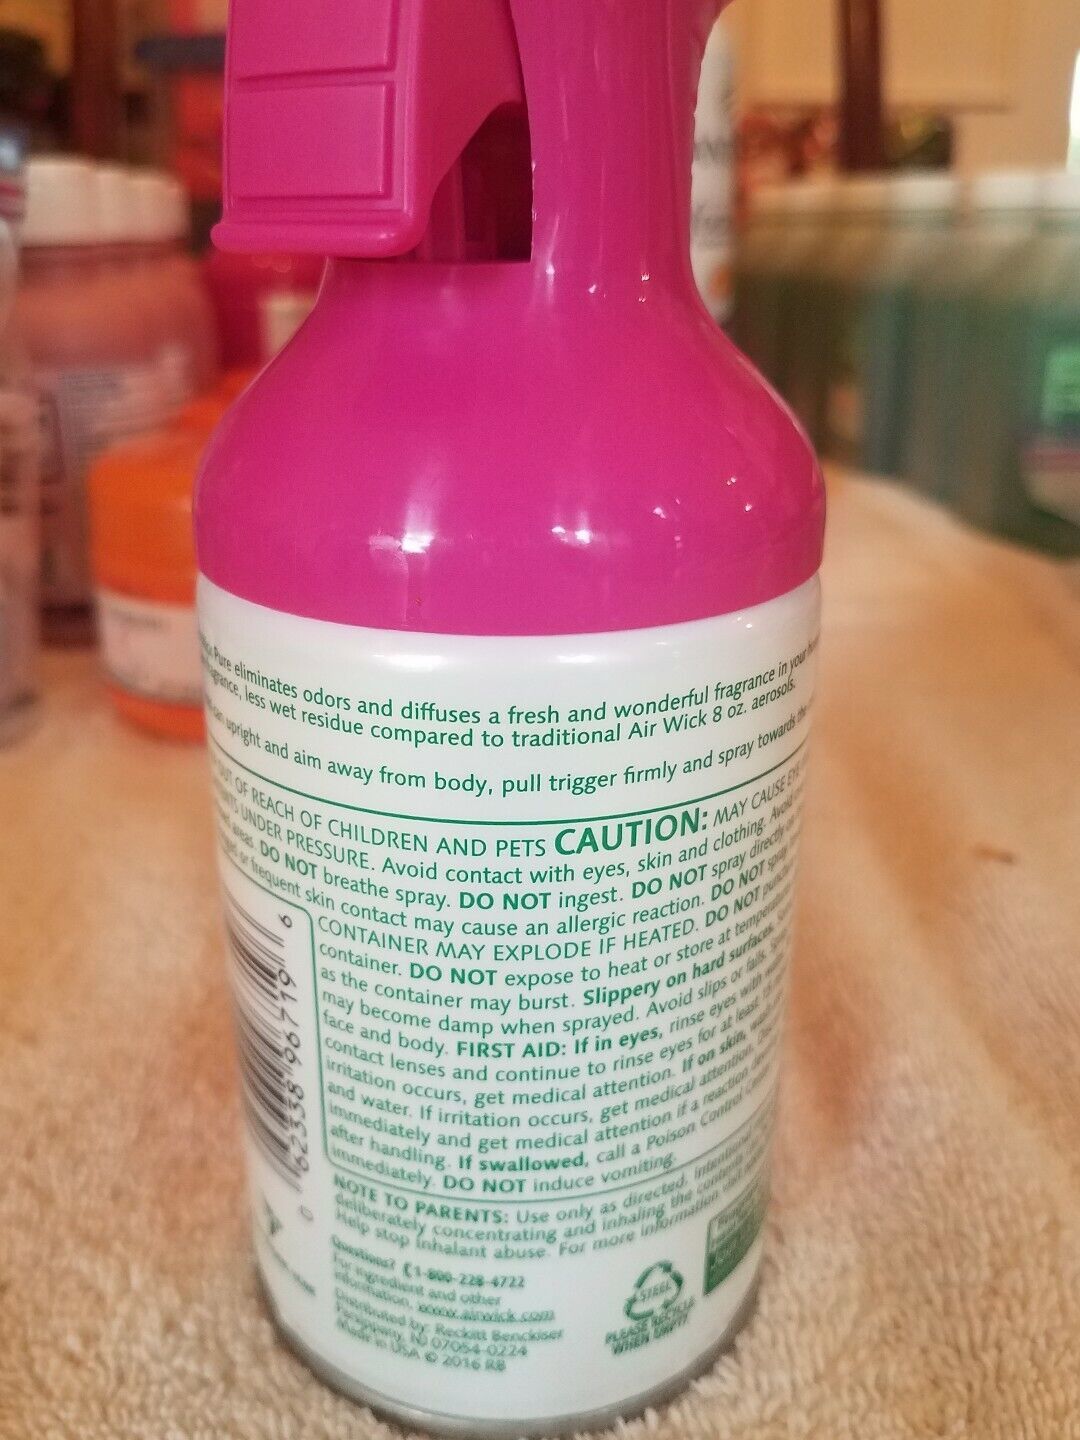 Pure eliminates odors and diffuses a fresh and wonderful fragrance in your
less wet residue compared to traditional Air Wick 8 oz. aerosols.
upright and aim away from body, pull trigger firmly and spray towards the
OUT OF REACH OF CHILDREN AND PETS CAUTION: MAY CAUSE EYE
UNDER PRESSURE. Avoid contact with eyes, skin and clothing. Avoid
areas. DO NOT breathe spray. DO NOT ingest. DO NOT spray directly
or frequent skin contact may cause an allergic reaction. DO NOT spray
CONTAINER MAY EXPLODE IF HEATED. DO NOT
container. DO NOT expose to heat or store at
as the container may burst. Slippery on hard surfaces.
may become damp when sprayed. Avoid slips or falls.
face and body. FIRST AID: If in eyes, rinse eyes with
contact lenses and continue to rinse eyes for at least
irritation occurs, get medical attention. If on skin,
and water. If irritation occurs, get medical attention.
immediately and get medical attention if a reaction
after handling. If swallowed, call a Poison Control
immediately. DO NOT induce vomiting.
NOTE TO PARENTS: Use only as directed. Intentional
deliberately concentrating and inhaling the contents
Help stop inhalant abuse. For more information
Questions? 1-800-228-4722
For ingredient and other
information, www.airwick.com
Distributed by: Reckitt Benckiser
Parsippany, NJ 07054-0224
Made in USA © 2016 RB
STEEL
PLEASE RECYCLE
WHEN EMPTY
0 62338 96719 6